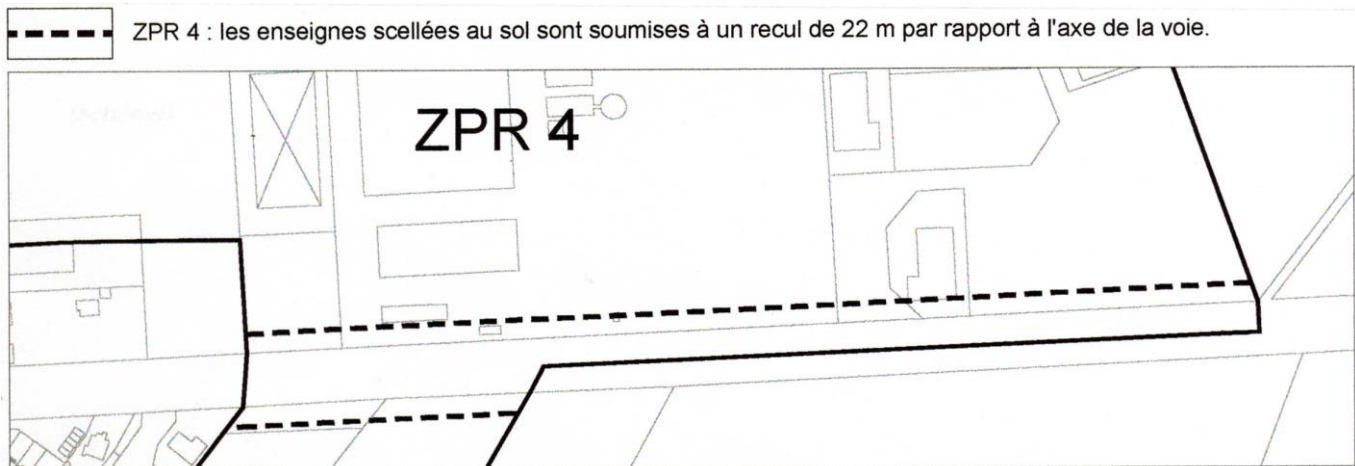 ZPR 4 : les enseignes scellées au sol sont soumises à un recul de 22 m par rapport à l'axe de la voie.
ZPR 4